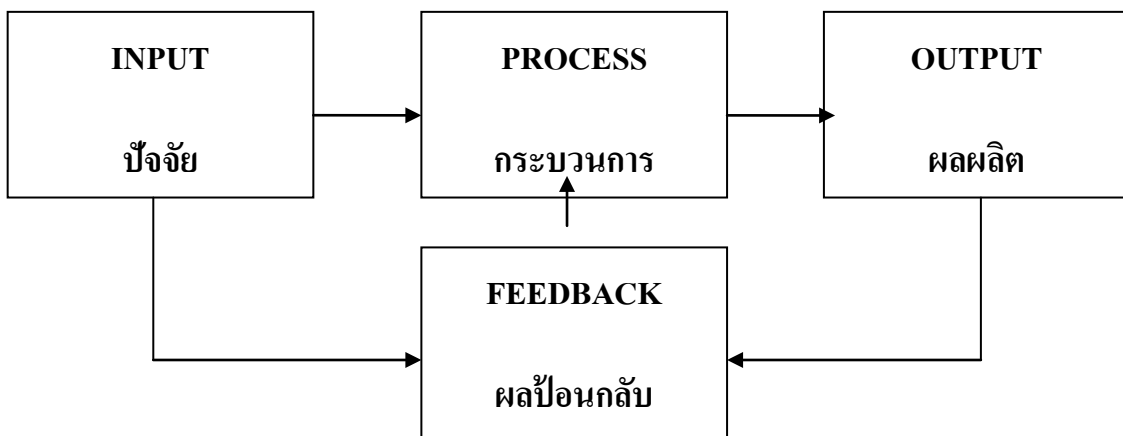 INPUT
ปัจจัย
PROCESS
กระบวนการ
OUTPUT
ผลผลิต
FEEDBACK
ผลป้อนกลับ